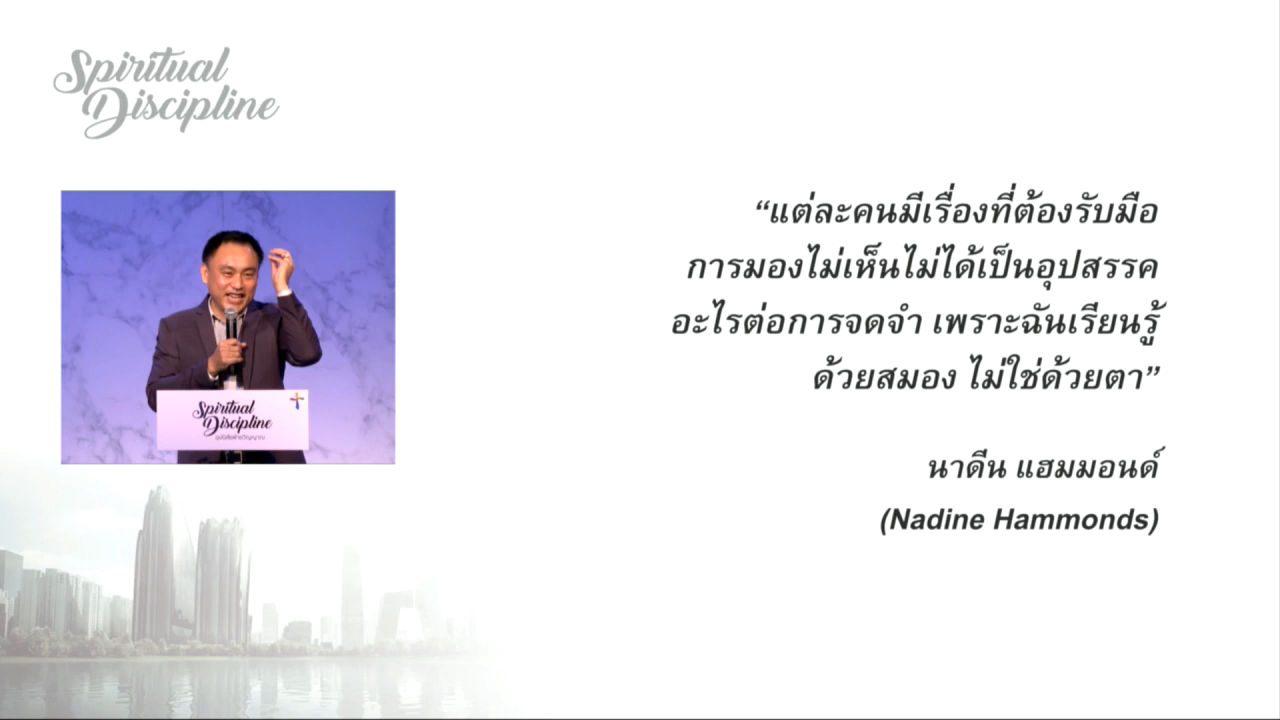 Spiritual
Discipline
“แต่ละคนมีเรื่องที่ต้องรับมือ
การมองไม่เห็นไม่ได้เป็นอุปสรรค
อะไรต่อการจดจำ เพราะฉันเรียนรู้
ด้วยสมอง ไม่ใช่ด้วยตา”
นาดีน แฮมมอนด์
(Nadine Hammonds)
Spiritual
Discipline